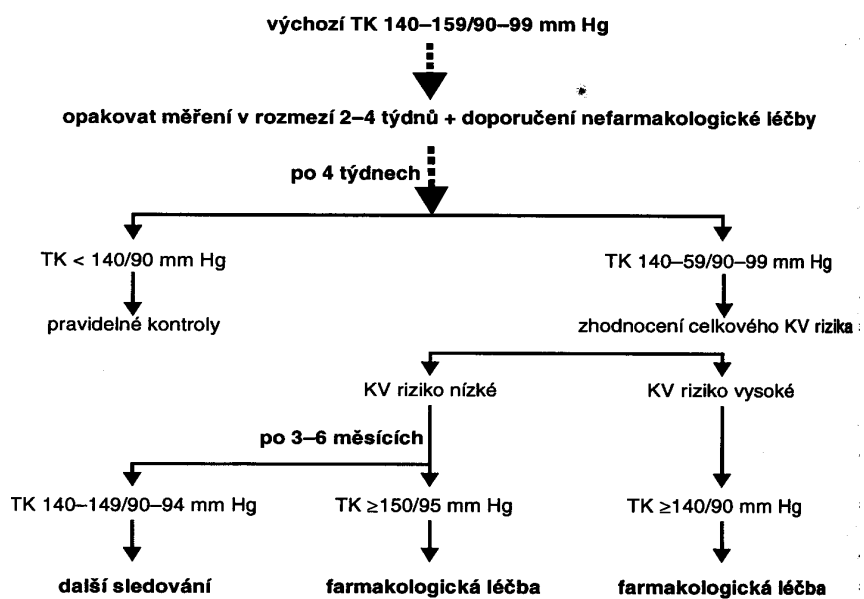 výchozí TK 140–159/90–99 mm Hg
opakovat měření v rozmezí 2–4 týdnů + doporučení nefarmakologické léčby
po 4 týdnech
TK < 140/90 mm Hg
TK 140–59/90–99 mm Hg
pravidelné kontroly
zhodnocení celkového KV rizika
KV riziko nízké
KV riziko vysoké
po 3–6 měsících
TK 140–149/90–94 mm Hg
TK ≥150/95 mm Hg
TK ≥140/90 mm Hg
další sledování
farmakologická léčba
farmakologická léčba